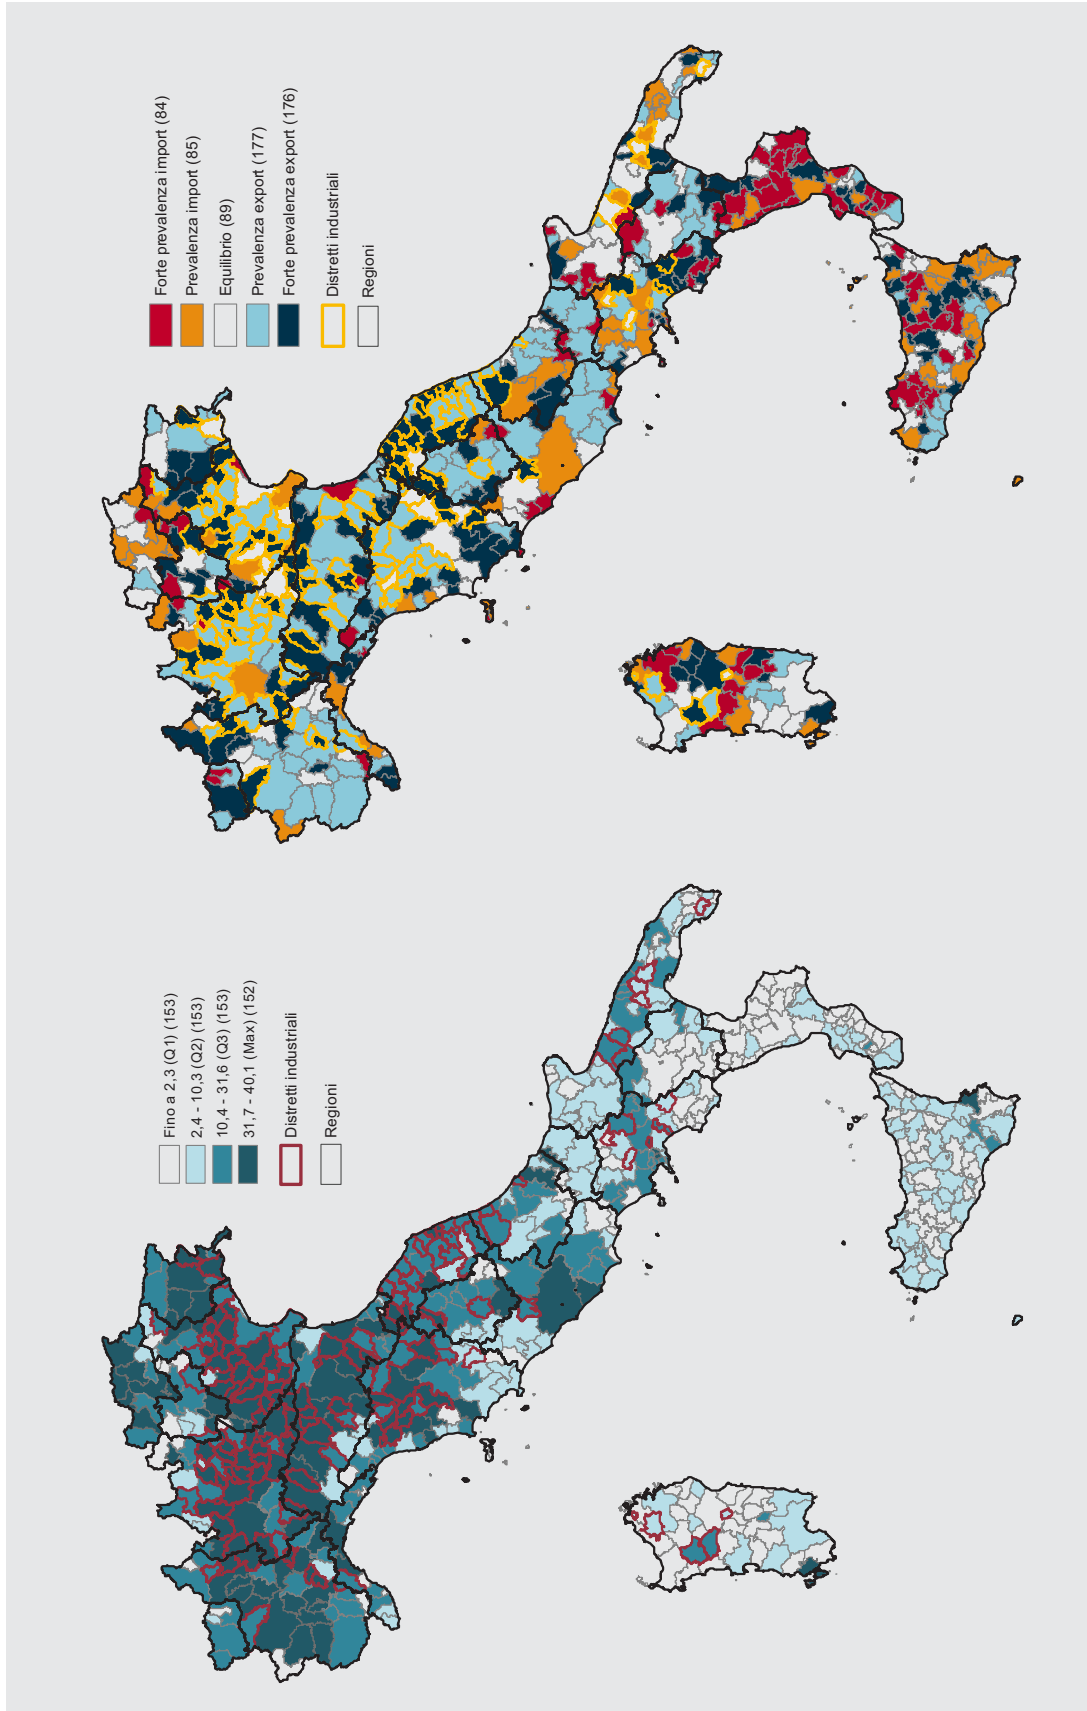 Fino a 2,3 (Q1) (153)
2,4 - 10,3 (Q2) (153)
10,4 - 31,6 (Q3) (153)
31,7 - 40,1 (Max) (152)
Distretti industriali
Regioni
Forte prevalenza import (84)
Prevalenza import (85)
Equilibrio (89)
Prevalenza export (177)
Forte prevalenza export (176)
Distretti industriali
Regioni